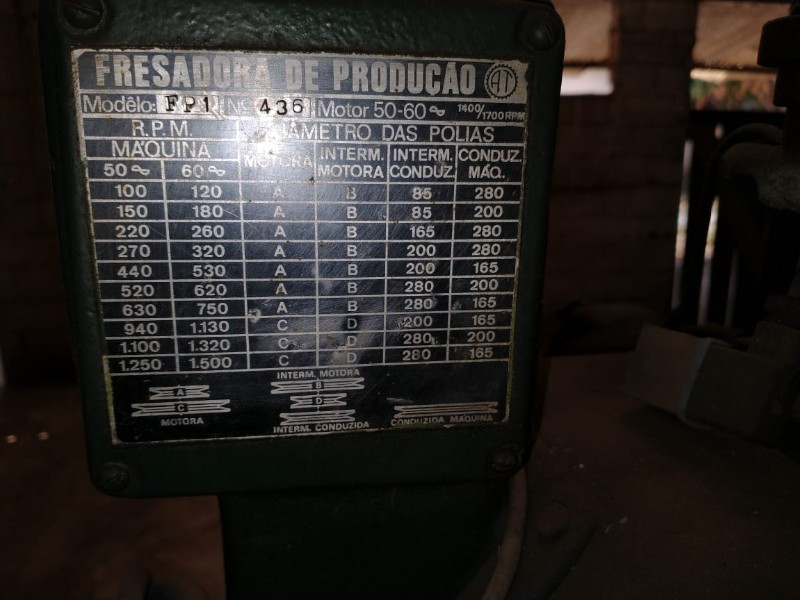 FRESADORA DE PRODUÇÃO AT
Modêlo: FP1 Nº 436 Motor 50-60~ 1400/1700 RPM
R.P.M. MÁQUINA DIÂMETRO DAS POLIAS
50~ 60~ MOTORA INTERM. MOTORA INTERM. CONDUZ. CONDUZ. MÁQ.
100 120 A B 85 280
150 180 A B 85 200
220 260 A B 165 280
270 320 A B 200 280
440 530 A B 200 165
520 620 A B 280 200
630 750 A B 280 165
940 1.130 C D 200 165
1.100 1.320 C D 280 200
1.250 1.500 C D 280 165
INTERM. MOTORA
A B
C D
MOTORA INTERM. CONDUZIDA CONDUZIDA MÁQUINA